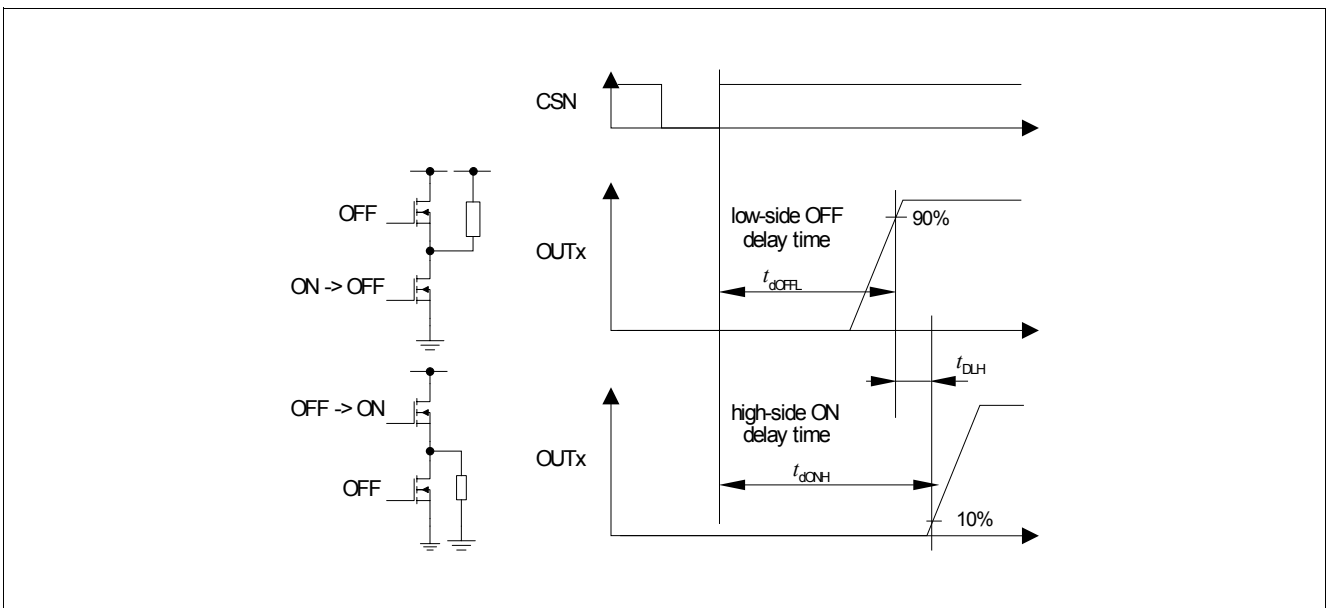 CSN
OFF
ON -> OFF
OUTx
low-side OFF
delay time
tdOFFL
90%
tDLH
OFF -> ON
OFF
OUTx
high-side ON
delay time
tdONH
10%